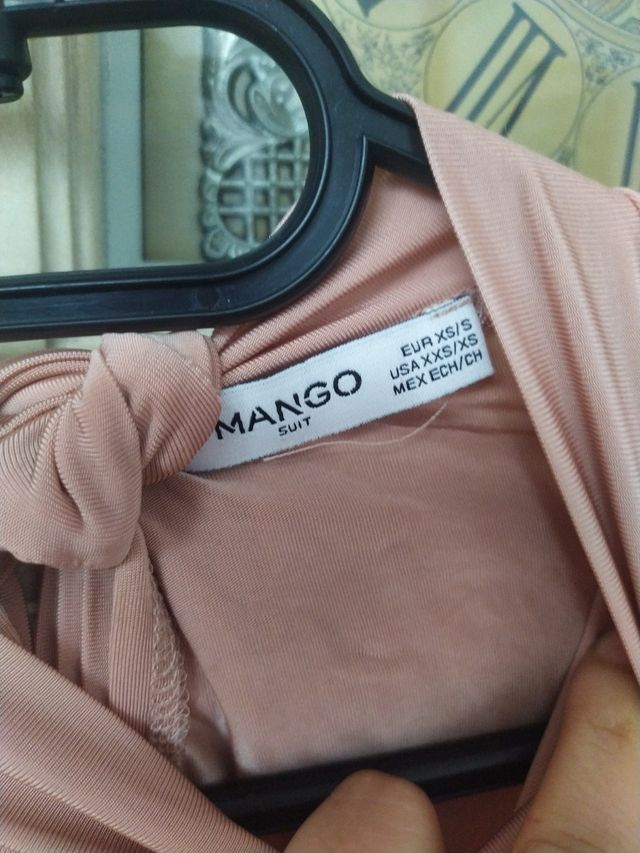 MANGO
SUIT
EUR XS/S
USA XXS/XS
MEX ECH/CH